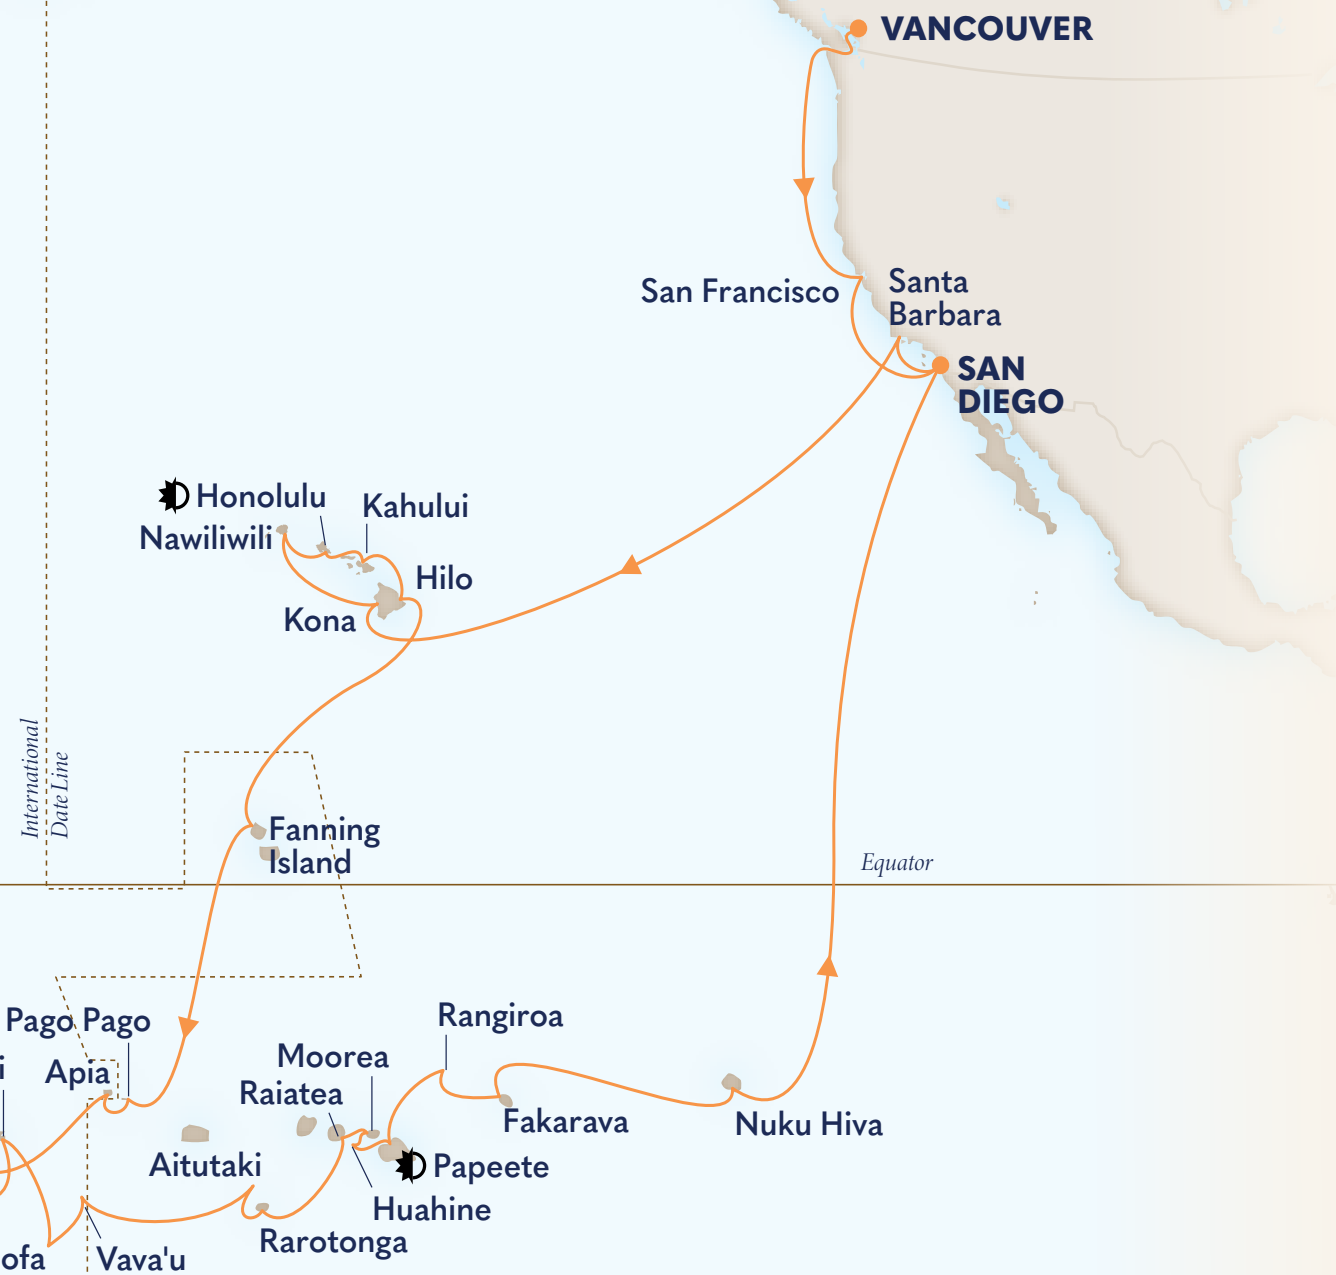 VANCOUVER
San Francisco
Santa
Barbara
SAN
DIEGO
Honolulu
Kahului
Nawiliwili
Hilo
Kona
International
Date Line
Fanning
Island
Equator
Pago Pago
Rangiroa
Moorea
i
Apia
Raiatea
Fakarava
Nuku Hiva
Aitutaki
Papeete
Huahine
Rarotonga
ofa
Vava'u